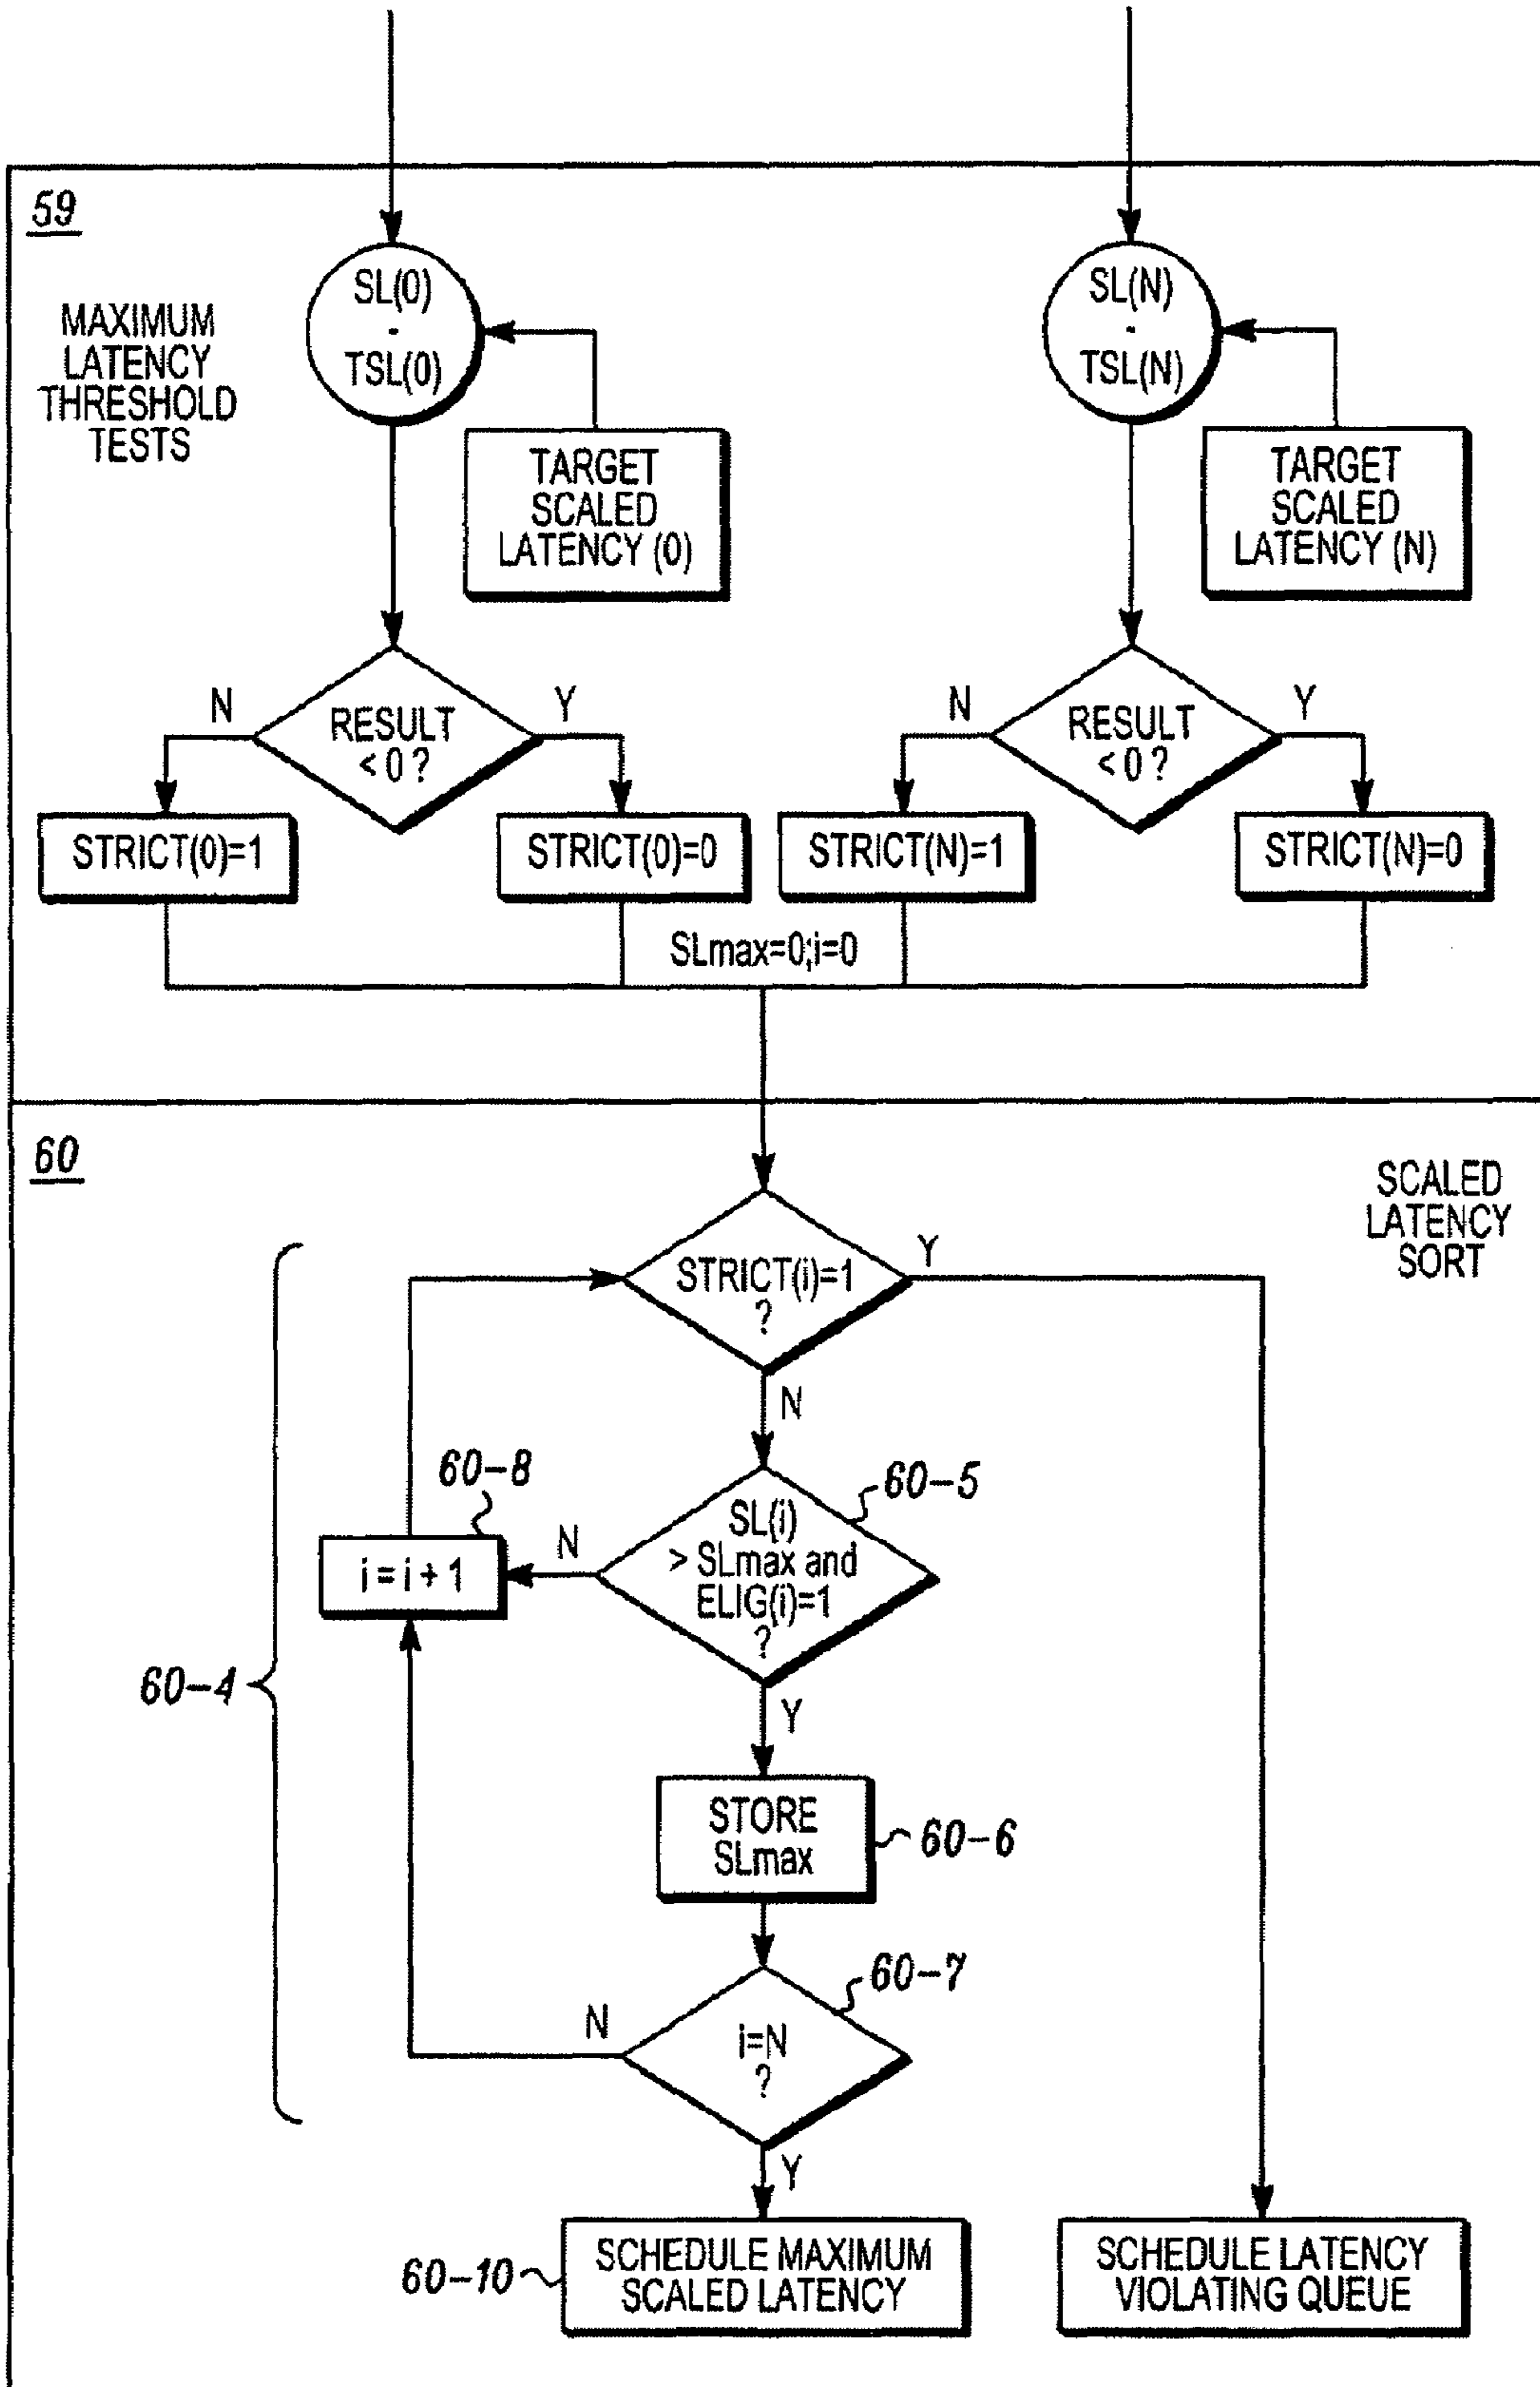 59
MAXIMUM
LATENCY
THRESHOLD
TESTS
SL(0)
-
TSL(0)
TARGET
SCALED
LATENCY (0)
SL(N)
-
TSL(N)
TARGET
SCALED
LATENCY (N)
N
RESULT
< 0 ?
Y
N
RESULT
< 0 ?
Y
STRICT(0)=1
STRICT(0)=0
STRICT(N)=1
STRICT(N)=0
SLmax=0;i=0
60
SCALED
LATENCY
SORT
STRICT(i)=1
?
Y
N
60-8
60-5
i = i + 1
N
SL(i)
> SLmax and
ELIG(i)=1
?
60-4
Y
STORE
SLmax
60-6
60-7
N
i=N
?
Y
60-10
SCHEDULE MAXIMUM
SCALED LATENCY
SCHEDULE LATENCY
VIOLATING QUEUE